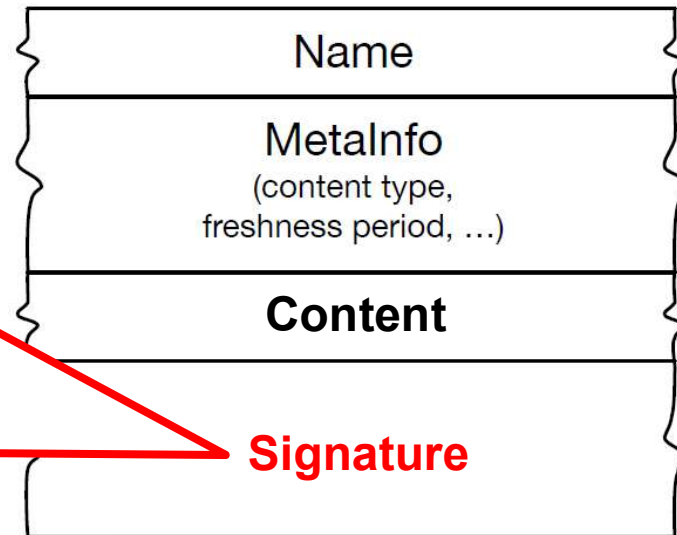 Name
MetaInfo
(content type,
freshness period, …)
Content
Signature